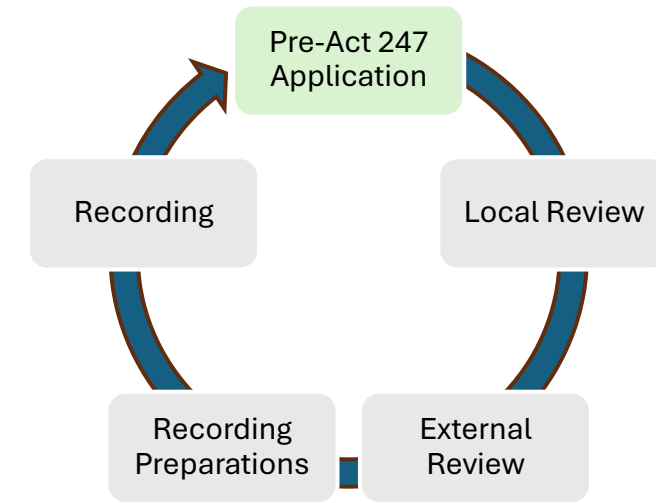 Pre-Act 247
Application
Local Review
External
Review
Recording
Preparations
Recording